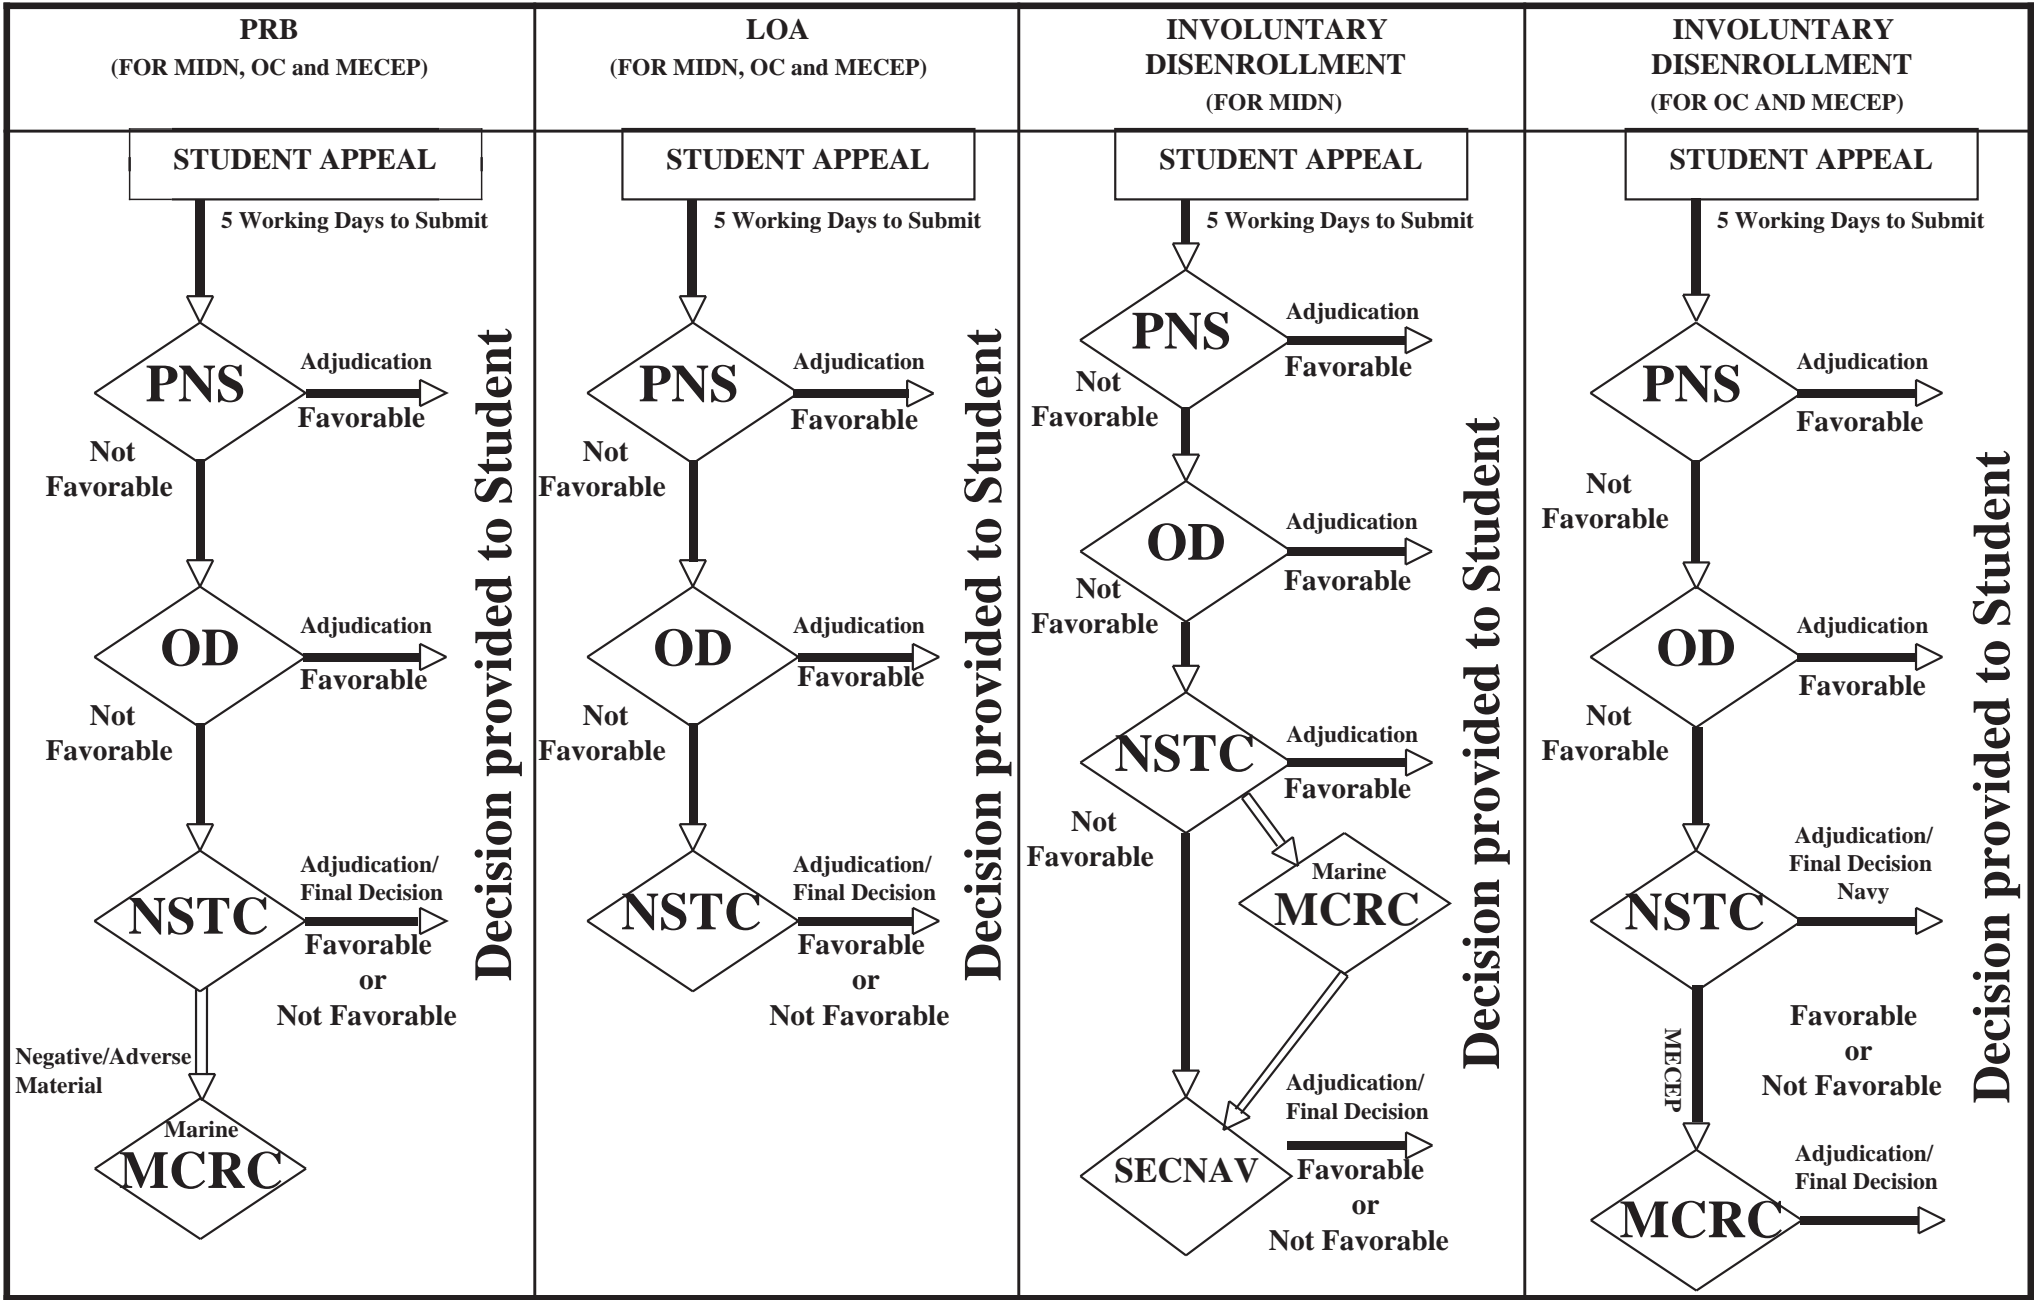 PRB
(FOR MIDN, OC and MECEP)
STUDENT APPEAL
5 Working Days to Submit
PNS
Adjudication
Favorable
Not
Favorable
OD
Adjudication
Favorable
Not
Favorable
NSTC
Adjudication/
Final Decision
Favorable
or
Not Favorable
Negative/Adverse
Material
Marine
MCRC
Decision provided to Student
LOA
(FOR MIDN, OC and MECEP)
STUDENT APPEAL
5 Working Days to Submit
PNS
Adjudication
Favorable
Not
Favorable
OD
Adjudication
Favorable
Not
Favorable
NSTC
Adjudication/
Final Decision
Favorable
or
Not Favorable
Decision provided to Student
INVOLUNTARY
DISENROLLMENT
(FOR MIDN)
STUDENT APPEAL
5 Working Days to Submit
PNS
Adjudication
Favorable
Not
Favorable
OD
Adjudication
Favorable
Not
Favorable
NSTC
Adjudication
Favorable
Not
Favorable
Marine
MCRC
SECNAV
Adjudication/
Final Decision
Favorable
or
Not Favorable
Decision provided to Student
INVOLUNTARY
DISENROLLMENT
(FOR OC AND MECEP)
STUDENT APPEAL
5 Working Days to Submit
PNS
Adjudication
Favorable
Not
Favorable
OD
Adjudication
Favorable
Not
Favorable
NSTC
Adjudication/
Final Decision
Navy
Favorable
or
Not Favorable
MECEP
MCRC
Adjudication/
Final Decision
Decision provided to Student